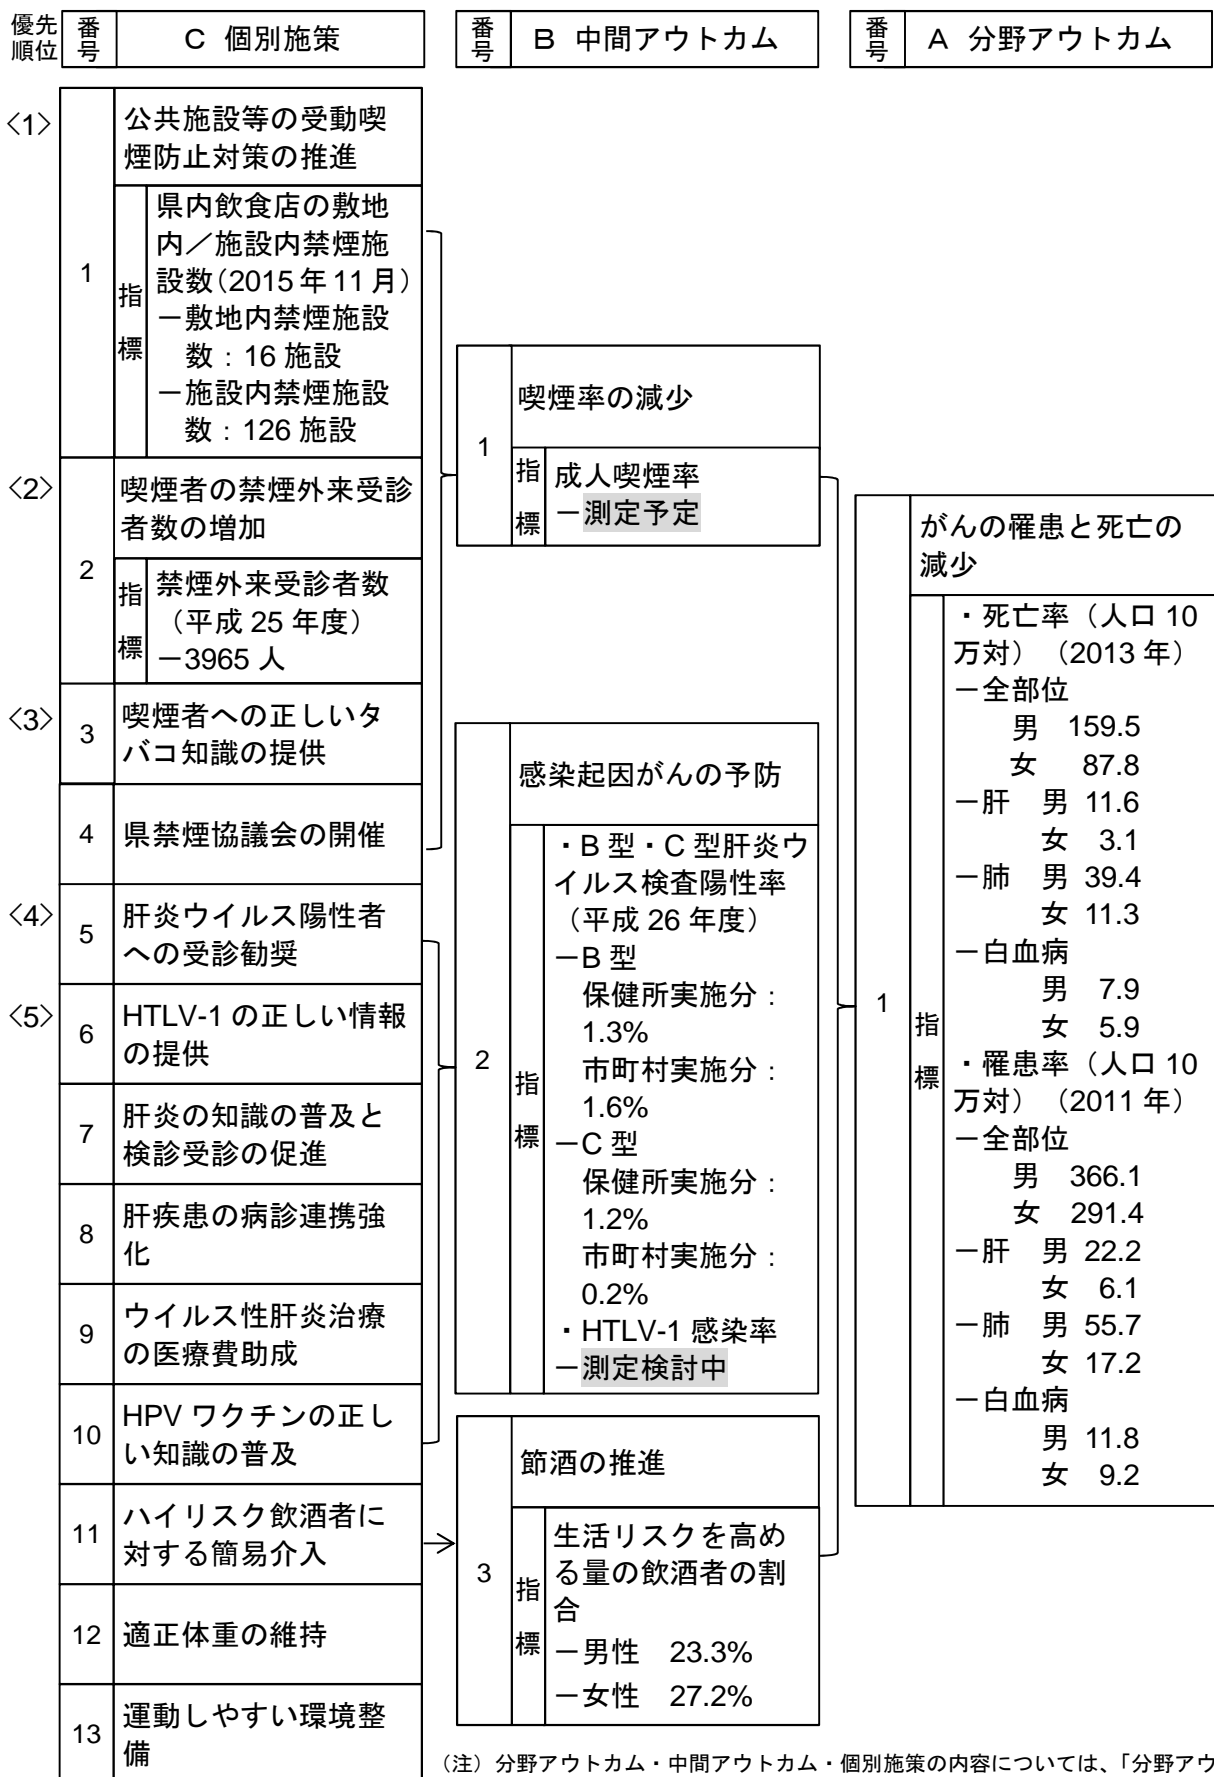 優先順位
番号
C 個別施策
番号
B 中間アウトカム
番号
A 分野アウトカム
〈1〉
1
公共施設等の受動喫
煙防止対策の推進
指標
県内飲食店の敷地
内／施設内禁煙施
設数（2015年11月）
－敷地内禁煙施設
数：16施設
－施設内禁煙施設
数：126施設
〈2〉
2
喫煙者の禁煙外来受診
者数の増加
指標
禁煙外来受診者数
（平成25年度）
－3965人
〈3〉
3
喫煙者への正しいタ
バコ知識の提供
4
県禁煙協議会の開催
〈4〉
5
肝炎ウイルス陽性者
への受診勧奨
〈5〉
6
HTLV-1の正しい情報
の提供
7
肝炎の知識の普及と
検診受診の促進
8
肝疾患の病診連携強
化
9
ウイルス性肝炎治療
の医療費助成
10
HPVワクチンの正し
い知識の普及
11
ハイリスク飲酒者に
対する簡易介入
12
適正体重の維持
13
運動しやすい環境整
備
1
喫煙率の減少
指標
成人喫煙率
－測定予定
2
感染起因がんの予防
指標
・B型・C型肝炎ウ
イルス検査陽性率
（平成26年度）
－B型
保健所実施分：
1.3%
市町村実施分：
1.6%
－C型
保健所実施分：
1.2%
市町村実施分：
0.2%
・HTLV-1感染率
－測定検討中
3
節酒の推進
指標
生活リスクを高め
る量の飲酒者の割
合
－男性 23.3%
－女性 27.2%
1
がんの罹患と死亡の
減少
指標
・死亡率（人口10
万対）（2013年）
－全部位
男 159.5
女 87.8
－肝 男 11.6
女 3.1
－肺 男 39.4
女 11.3
－白血病
男 7.9
女 5.9
・罹患率（人口10
万対）（2011年）
－全部位
男 366.1
女 291.4
－肝 男 22.2
女 6.1
－肺 男 55.7
女 17.2
－白血病
男 11.8
女 9.2
（注）分野アウトカム・中間アウトカム・個別施策の内容については、「分野アウ